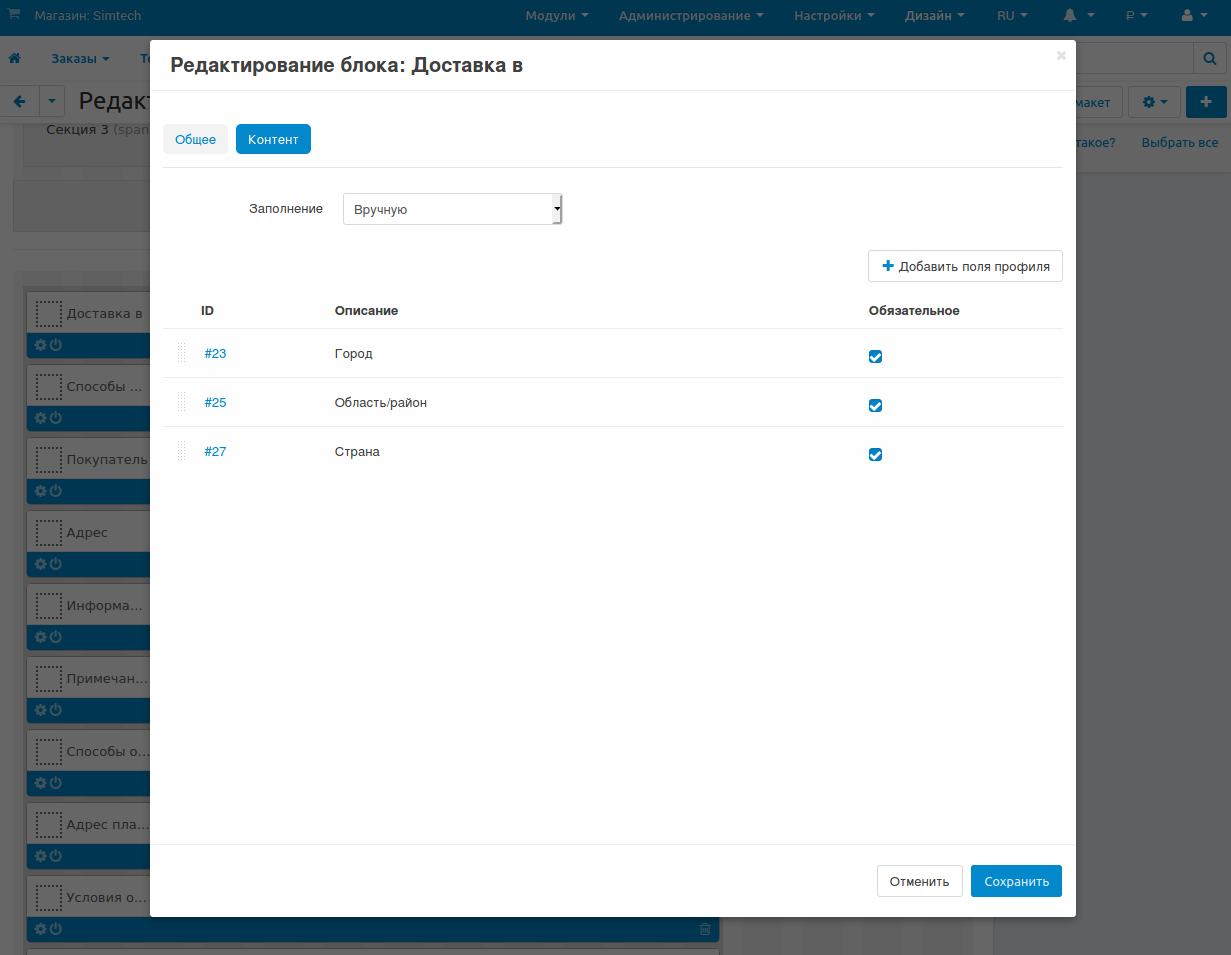 Магазин: Simtech Модули Администрирование Настройки Дизайн RU ₽
Заказы
Редактирование блока: Доставка в ×
макет
Секция 3 (span
такое? Выбрать все
Общее Контент
Заполнение Вручную
Добавить поля профиля
ID Описание Обязательное
#23 Город
#25 Область/район
#27 Страна
Доставка в
Способы ...
Покупатель
Адрес
Информа...
Примечан...
Способы о...
Адрес пла...
Условия о...
Отменить Сохранить